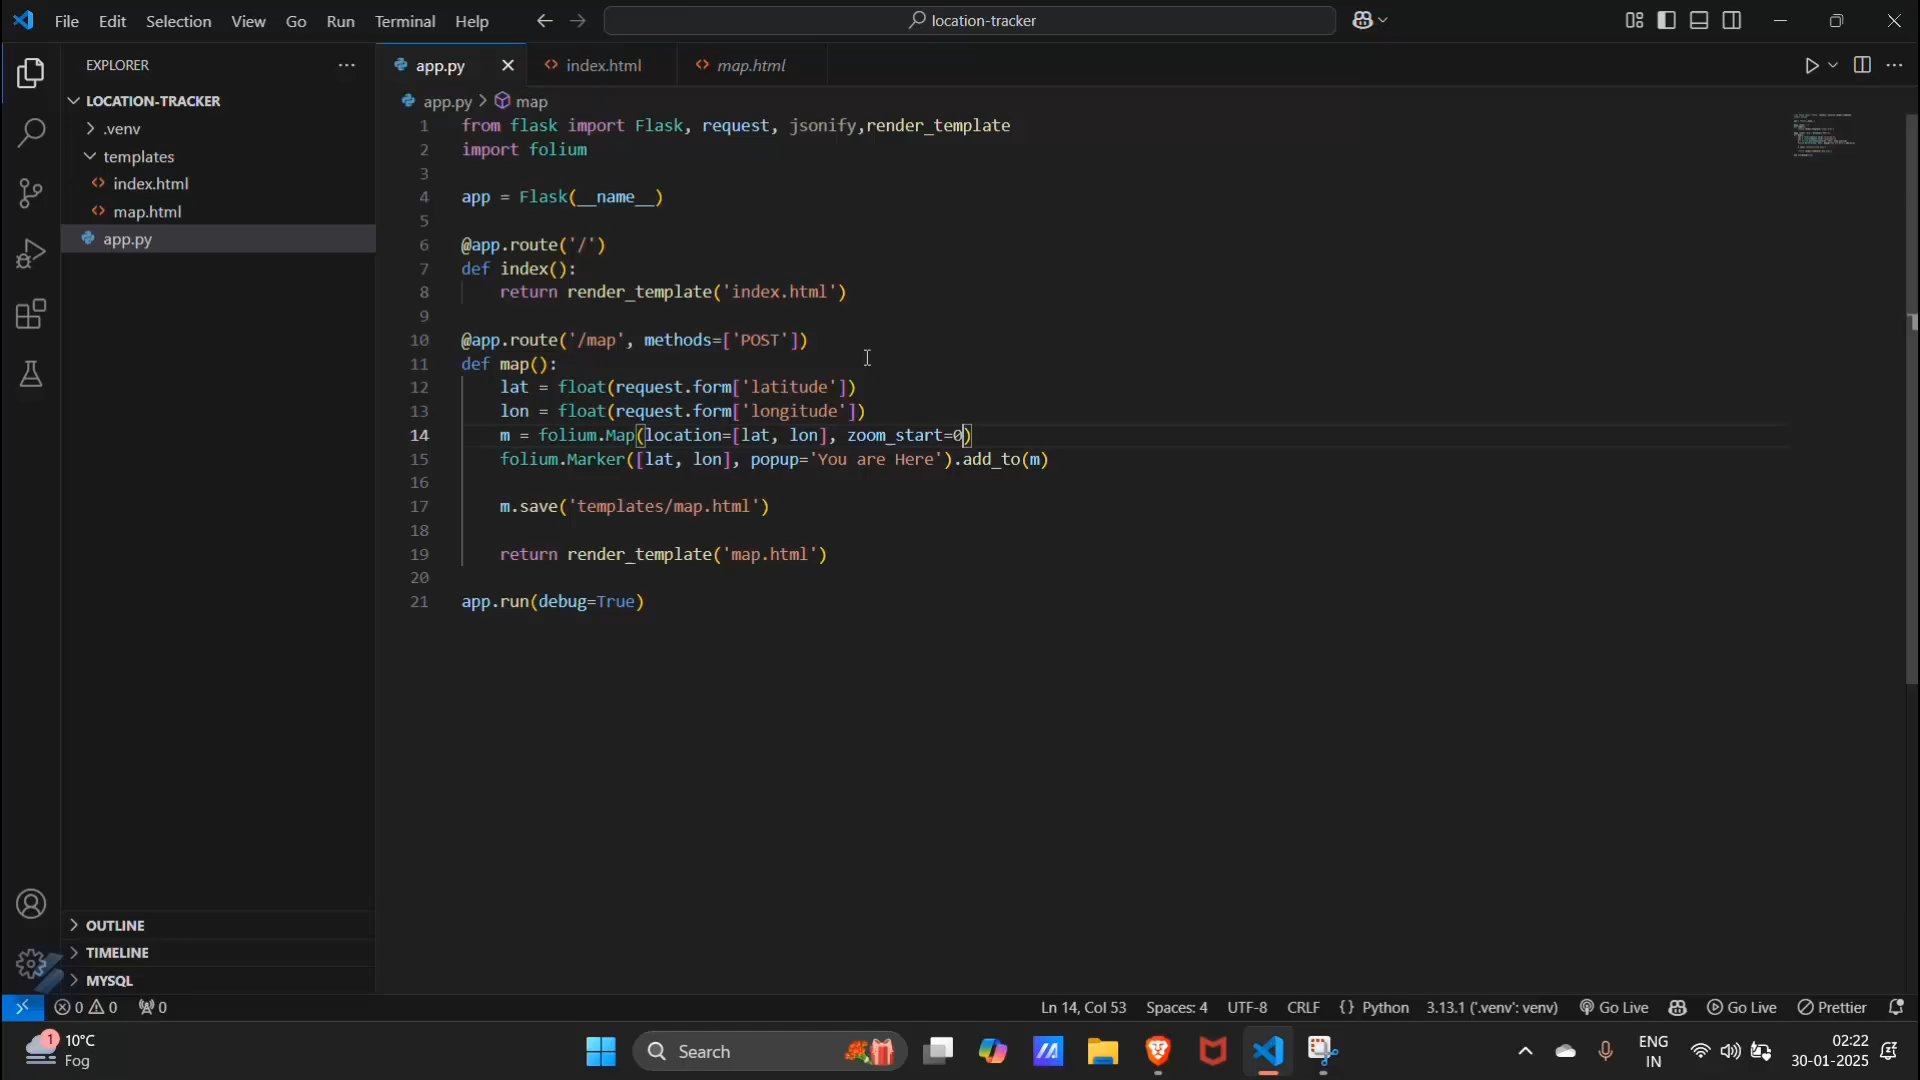 File Edit Selection View Go Run Terminal Help
location-tracker
EXPLORER
LOCATION-TRACKER
.venv
templates
index.html
map.html
app.py
OUTLINE
TIMELINE
MYSQL
app.py index.html map.html
app.py > map
1 from flask import Flask, request, jsonify,render_template
2 import folium
3
4 app = Flask(__name__)
5
6 @app.route('/')
7 def index():
8 return render_template('index.html')
9
10 @app.route('/map', methods=['POST'])
11 def map():
12 lat = float(request.form['latitude'])
13 lon = float(request.form['longitude'])
14 m = folium.Map(location=[lat, lon], zoom_start=0)
15 folium.Marker([lat, lon], popup='You are Here').add_to(m)
16
17 m.save('templates/map.html')
18
19 return render_template('map.html')
20
21 app.run(debug=True)
0 0 0
Ln 14, Col 53 Spaces: 4 UTF-8 CRLF {} Python 3.13.1 ('.venv': venv) Go Live Go Live Prettier
1
10°C
Fog
Search
ENG
IN
02:22
30-01-2025